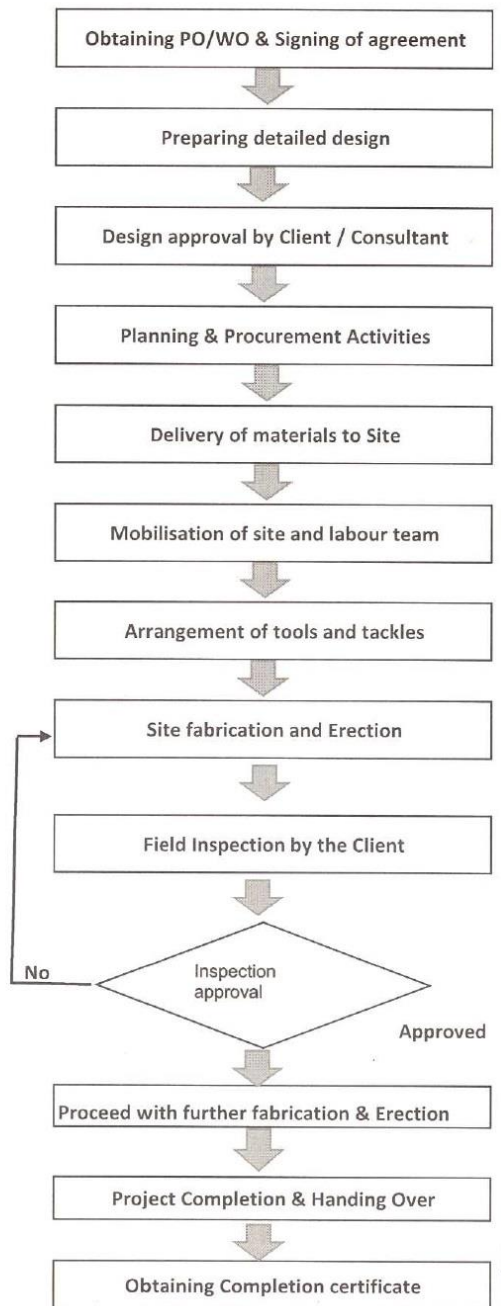 Obtaining PO/WO & Signing of agreement
Preparing detailed design
Design approval by Client / Consultant
Planning & Procurement Activities
Delivery of materials to Site
Mobilisation of site and labour team
Arrangement of tools and tackles
Site fabrication and Erection
Field Inspection by the Client
No
Inspection
approval
Approved
Proceed with further fabrication & Erection
Project Completion & Handing Over
Obtaining Completion certificate